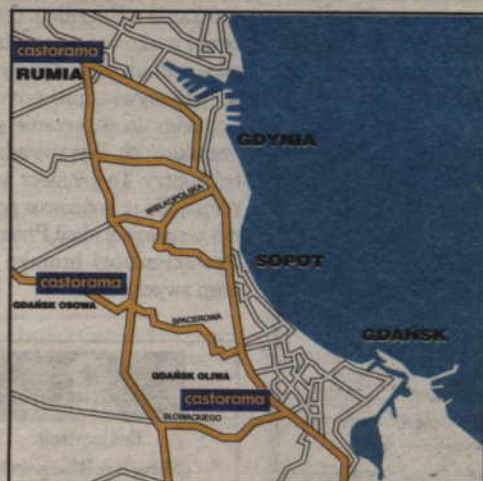 castorama
RUMIA
GDYNIA
WIELKOPOLSKA
SOPOT
castorama
GDAŃSK OSOWA
SPACEROWA
GDAŃSK
GDAŃSK OLIWA
castorama
SŁOWACKIEGO